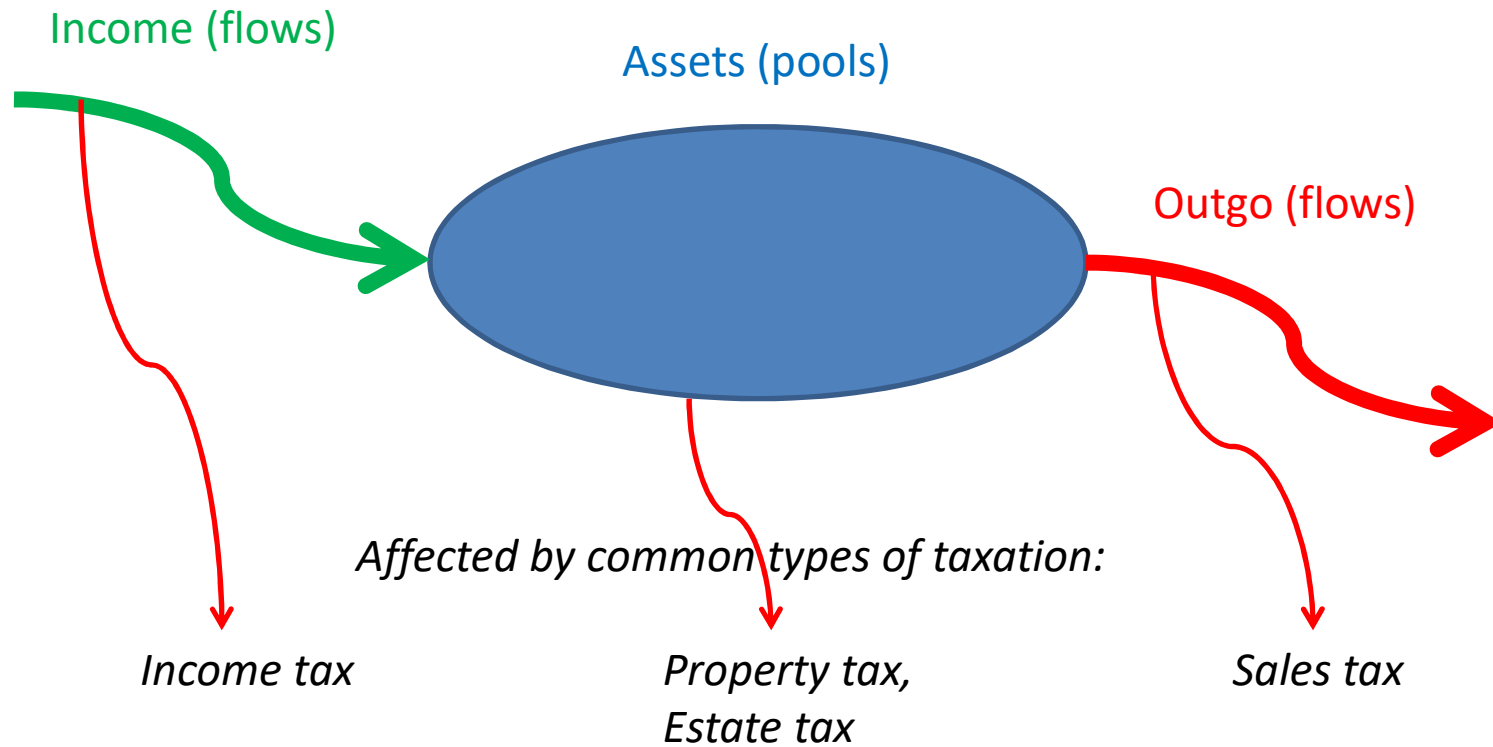 Income (flows)
Assets (pools)
Outgo (flows)
Affected by common types of taxation:
Income tax
Property tax,
Estate tax
Sales tax